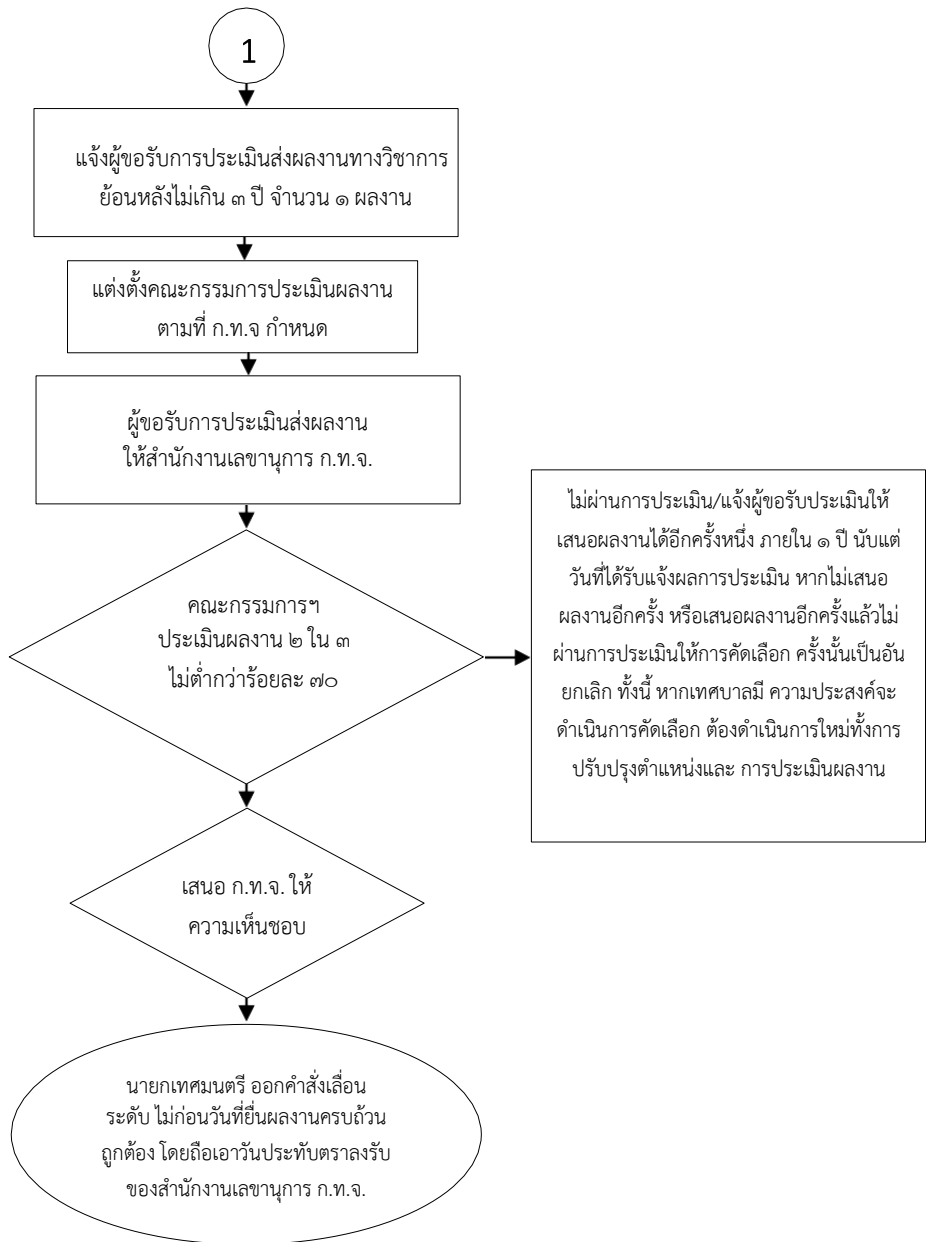 1
แจ้งผู้ขอรับการประเมินส่งผลงานทางวิชาการ
ย้อนหลังไม่เกิน ๓ ปี จำนวน ๑ ผลงาน
แต่งตั้งคณะกรรมการประเมินผลงาน
ตามที่ ก.ท.จ กำหนด
ผู้ขอรับการประเมินส่งผลงาน
ให้สำนักงานเลขานุการ ก.ท.จ.
คณะกรรมการฯ
ประเมินผลงาน ๒ ใน ๓
ไม่ต่ำกว่าร้อยละ ๗๐
ไม่ผ่านการประเมิน/แจ้งผู้ขอรับประเมินให้
เสนอผลงานได้อีกครั้งหนึ่ง ภายใน ๑ ปี นับแต่
วันที่ได้รับแจ้งผลการประเมิน หากไม่เสนอ
ผลงานอีกครั้ง หรือเสนอผลงานอีกครั้งแล้วไม่
ผ่านการประเมินให้การคัดเลือก ครั้งนั้นเป็นอัน
ยกเลิก ทั้งนี้ หากเทศบาลมี ความประสงค์จะ
ดำเนินการคัดเลือก ต้องดำเนินการใหม่ทั้งการ
ปรับปรุงตำแหน่งและ การประเมินผลงาน
เสนอ ก.ท.จ. ให้
ความเห็นชอบ
นายกเทศมนตรี ออกคำสั่งเลื่อน
ระดับ ไม่ก่อนวันที่ยื่นผลงานครบถ้วน
ถูกต้อง โดยถือเอาวันประทับตราลงรับ
ของสำนักงานเลขานุการ ก.ท.จ.